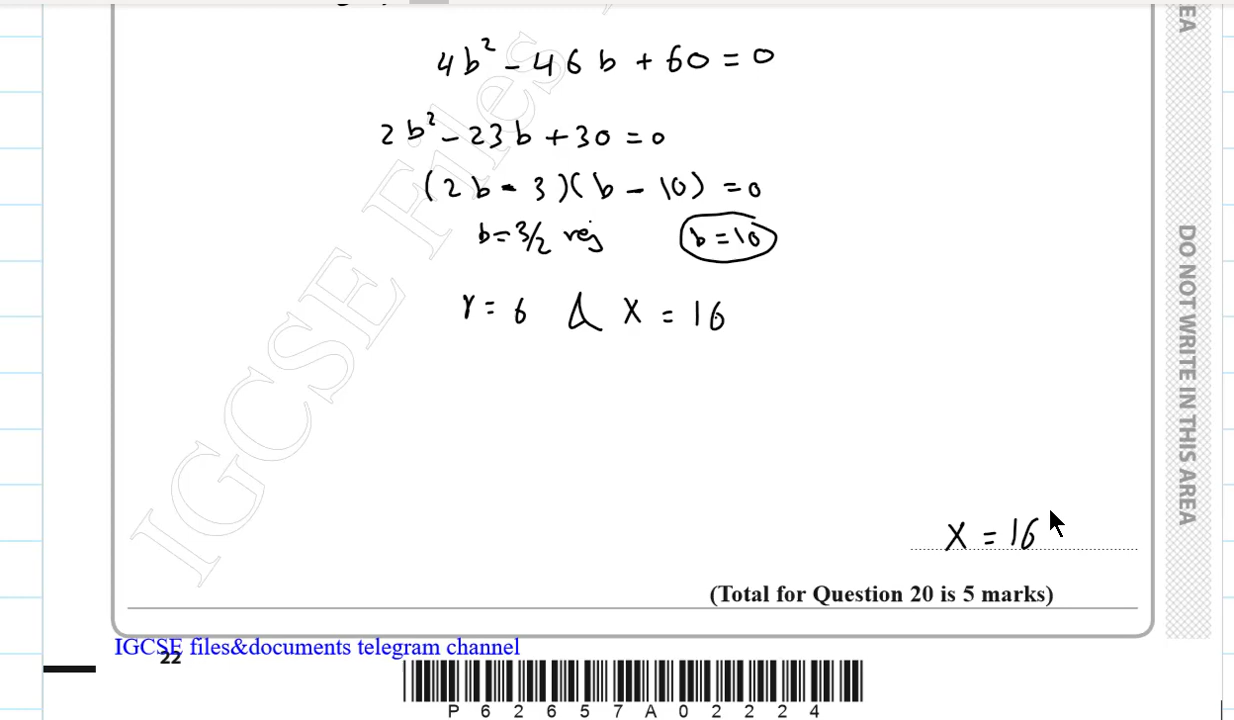 4b² - 46b + 60 = 0
2b² - 23b + 30 = 0
(2b - 3)(b - 10) = 0
b = 3/2 rej b = 10
Y = 6 & X = 16
X = 16
(Total for Question 20 is 5 marks)
IGCSE files&documents telegram channel
22
P 6 2 6 5 7 A 0 2 2 2 4
IGCSE Files
EA
DO NOT WRITE IN THIS AREA
EA